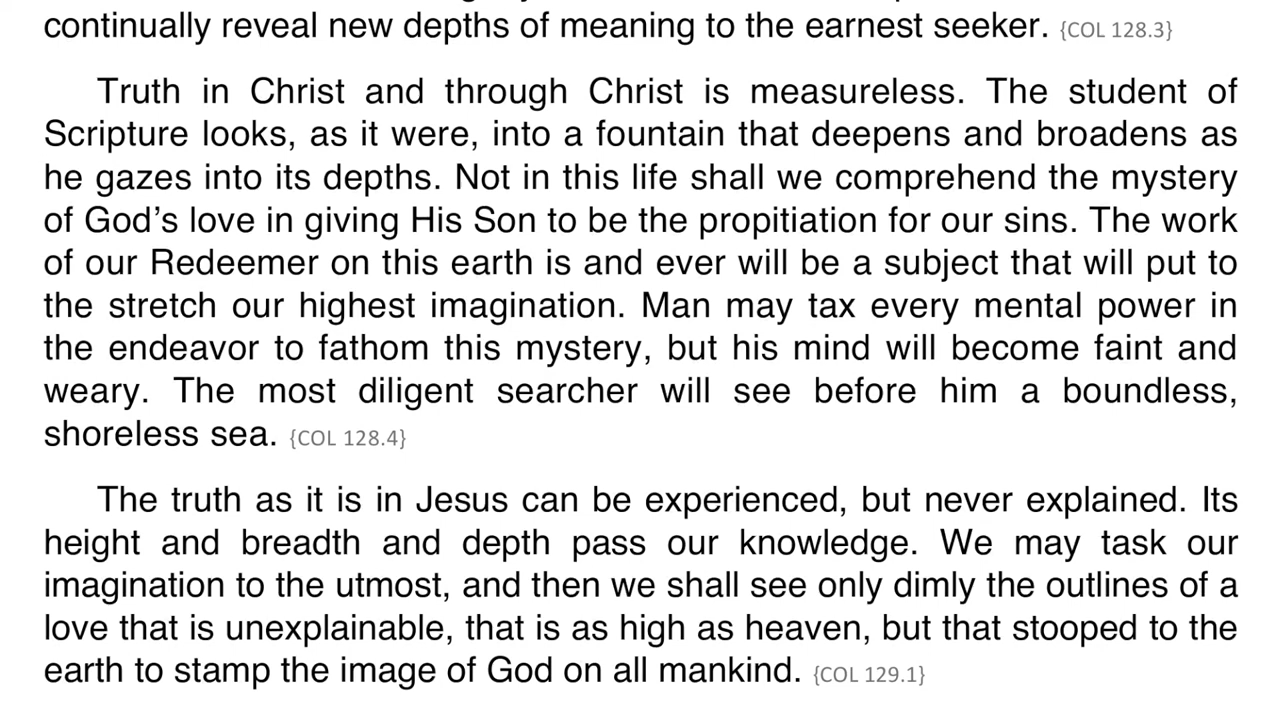 continually reveal new depths of meaning to the earnest seeker. {COL 128.3}
Truth in Christ and through Christ is measureless. The student of
Scripture looks, as it were, into a fountain that deepens and broadens as
he gazes into its depths. Not in this life shall we comprehend the mystery
of God’s love in giving His Son to be the propitiation for our sins. The work
of our Redeemer on this earth is and ever will be a subject that will put to
the stretch our highest imagination. Man may tax every mental power in
the endeavor to fathom this mystery, but his mind will become faint and
weary. The most diligent searcher will see before him a boundless,
shoreless sea. {COL 128.4}
The truth as it is in Jesus can be experienced, but never explained. Its
height and breadth and depth pass our knowledge. We may task our
imagination to the utmost, and then we shall see only dimly the outlines of a
love that is unexplainable, that is as high as heaven, but that stooped to the
earth to stamp the image of God on all mankind. {COL 129.1}